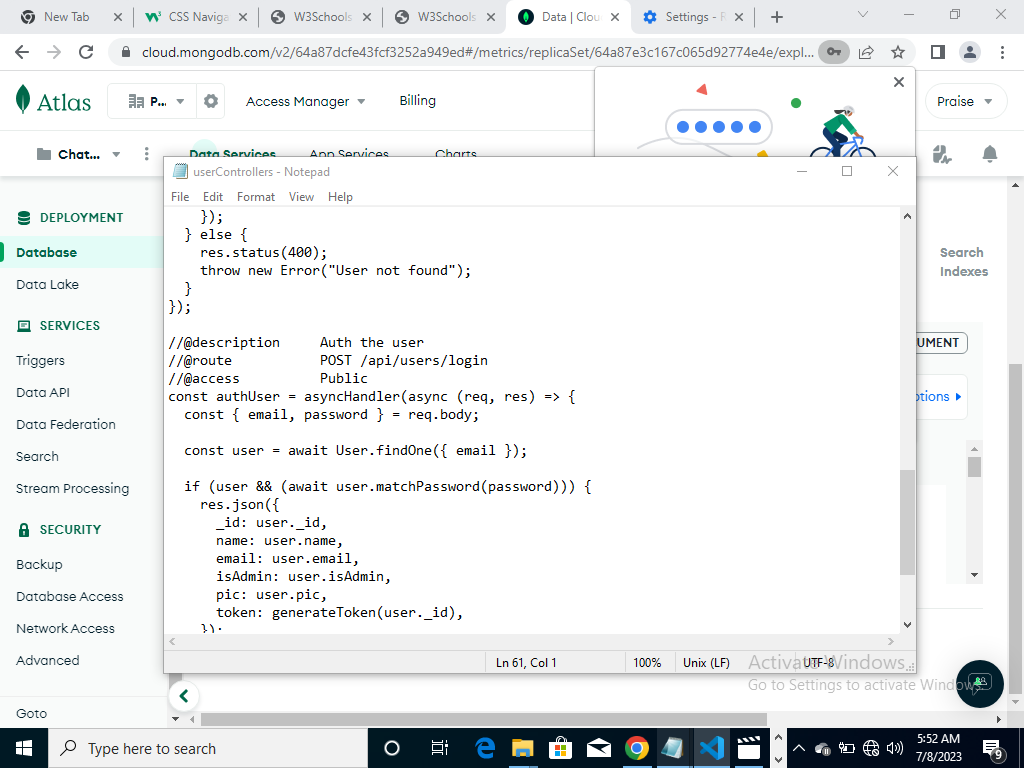 New Tab
CSS Naviga
W3Schools
W3Schools
Data | Clou
Settings - R
cloud.mongodb.com/v2/64a87dcfe43fcf3252a949ed#/metrics/replicaSet/64a87e3c167c065d92774e4e/expl...
Atlas
P...
Access Manager
Billing
Praise
Chat...
Data Services
App Services
Charts
DEPLOYMENT
Database
Data Lake
SERVICES
Triggers
Data API
Data Federation
Search
Stream Processing
SECURITY
Backup
Database Access
Network Access
Advanced
Goto
Search
Indexes
UMENT
ptions
userControllers - Notepad
File Edit Format View Help
    });
  } else {
    res.status(400);
    throw new Error("User not found");
  }
});
//@description     Auth the user
//@route           POST /api/users/login
//@access          Public
const authUser = asyncHandler(async (req, res) => {
  const { email, password } = req.body;
  const user = await User.findOne({ email });
  if (user && (await user.matchPassword(password))) {
    res.json({
      _id: user._id,
      name: user.name,
      email: user.email,
      isAdmin: user.isAdmin,
      pic: user.pic,
      token: generateToken(user._id),
    });
Ln 61, Col 1
100%
Unix (LF)
UTF-8
Activate Windows
Go to Settings to activate Windows.
Type here to search
5:52 AM
7/8/2023
9